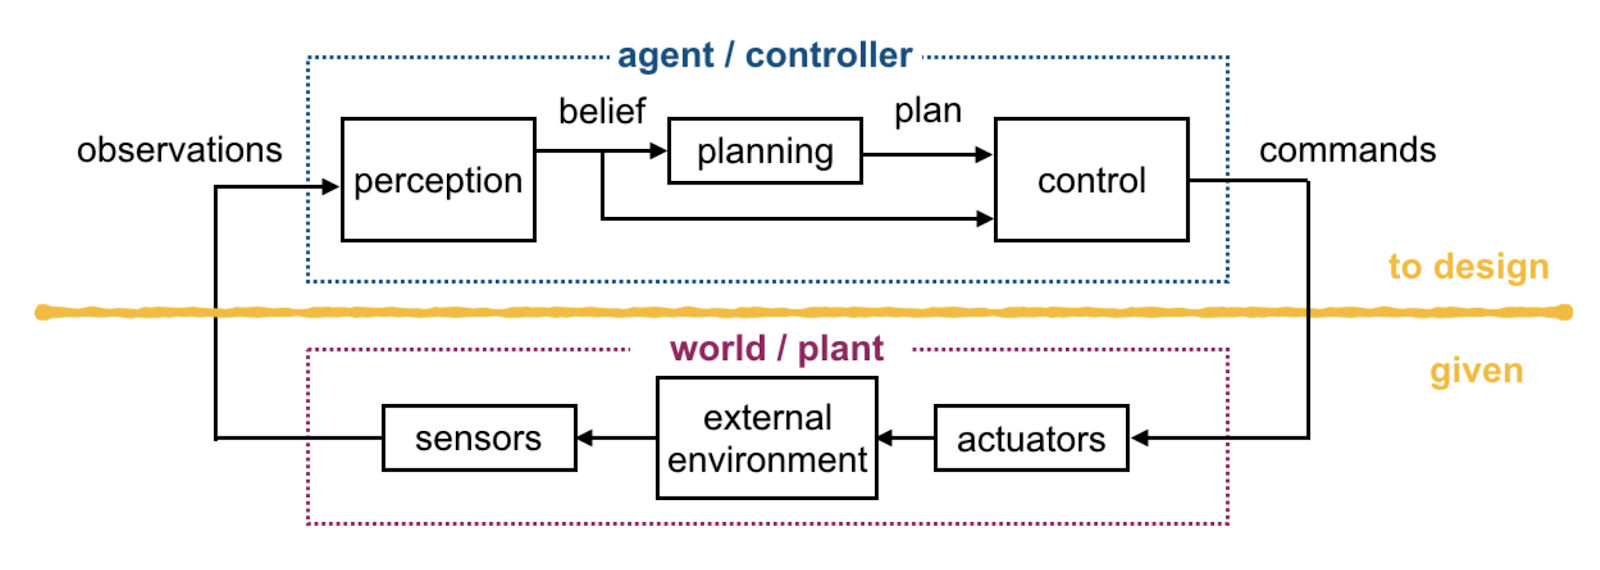 agent / controller
belief
plan
observations
planning
commands
perception
control
to design
world / plant
given
external
environment
sensors
actuators